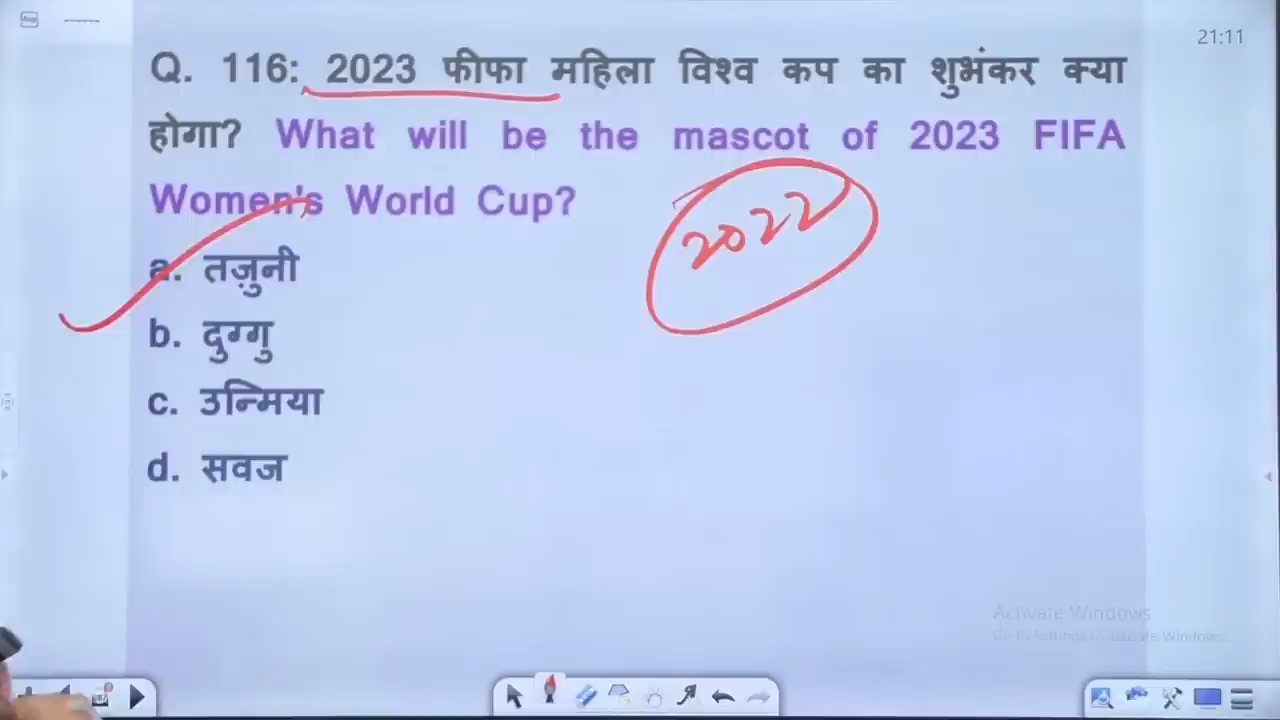 21:11
Q. 116: 2023 फीफा महिला विश्व कप का शुभंकर क्या
होगा? What will be the mascot of 2023 FIFA
Women's World Cup?
2022
a. तज़ुनी
b. दुग्गु
c. उन्मिया
d. सवज
Activate Windows
Go to Settings to activate Windows.